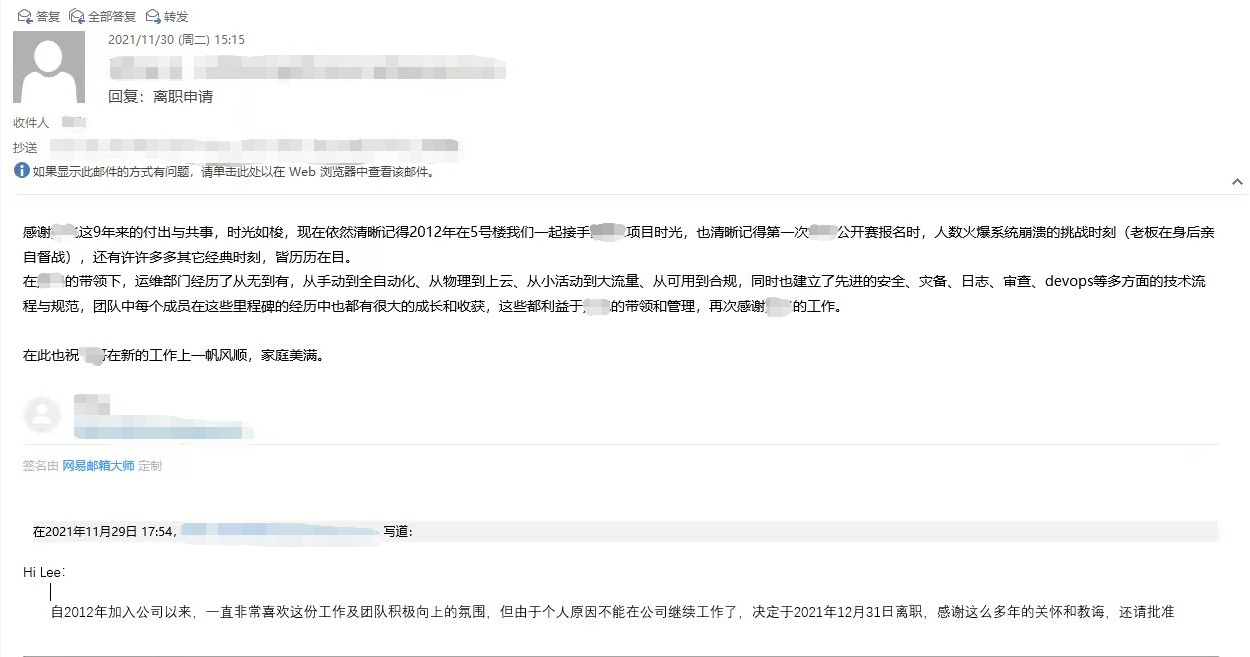 答复 全部答复 转发
2021/11/30 (周二) 15:15
回复：离职申请
收件人
抄送
如果显示此邮件的方式有问题，请单击此处以在 Web 浏览器中查看该邮件。
感谢 这9年来的付出与共事，时光如梭，现在依然清晰记得2012年在5号楼我们一起接手 项目时光，也清晰记得第一次 公开赛报名时，人数火爆系统崩溃的挑战时刻（老板在身后亲
自督战），还有许许多多其它经典时刻，皆历历在目。
在 的带领下，运维部门经历了从无到有，从手动到全自动化、从物理到上云、从小活动到大流量、从可用到合规，同时也建立了先进的安全、灾备、日志、审查、devops等多方面的技术流
程与规范，团队中每个成员在这些里程碑的经历中也都有很大的成长和收获，这些都利益于 的带领和管理，再次感谢 的工作。
在此也祝 在新的工作上一帆风顺，家庭美满。
签名由 网易邮箱大师 定制
在2021年11月29日 17:54， 写道：
Hi Lee：
自2012年加入公司以来，一直非常喜欢这份工作及团队积极向上的氛围，但由于个人原因不能在公司继续工作了，决定于2021年12月31日离职，感谢这么多年的关怀和教诲，还请批准